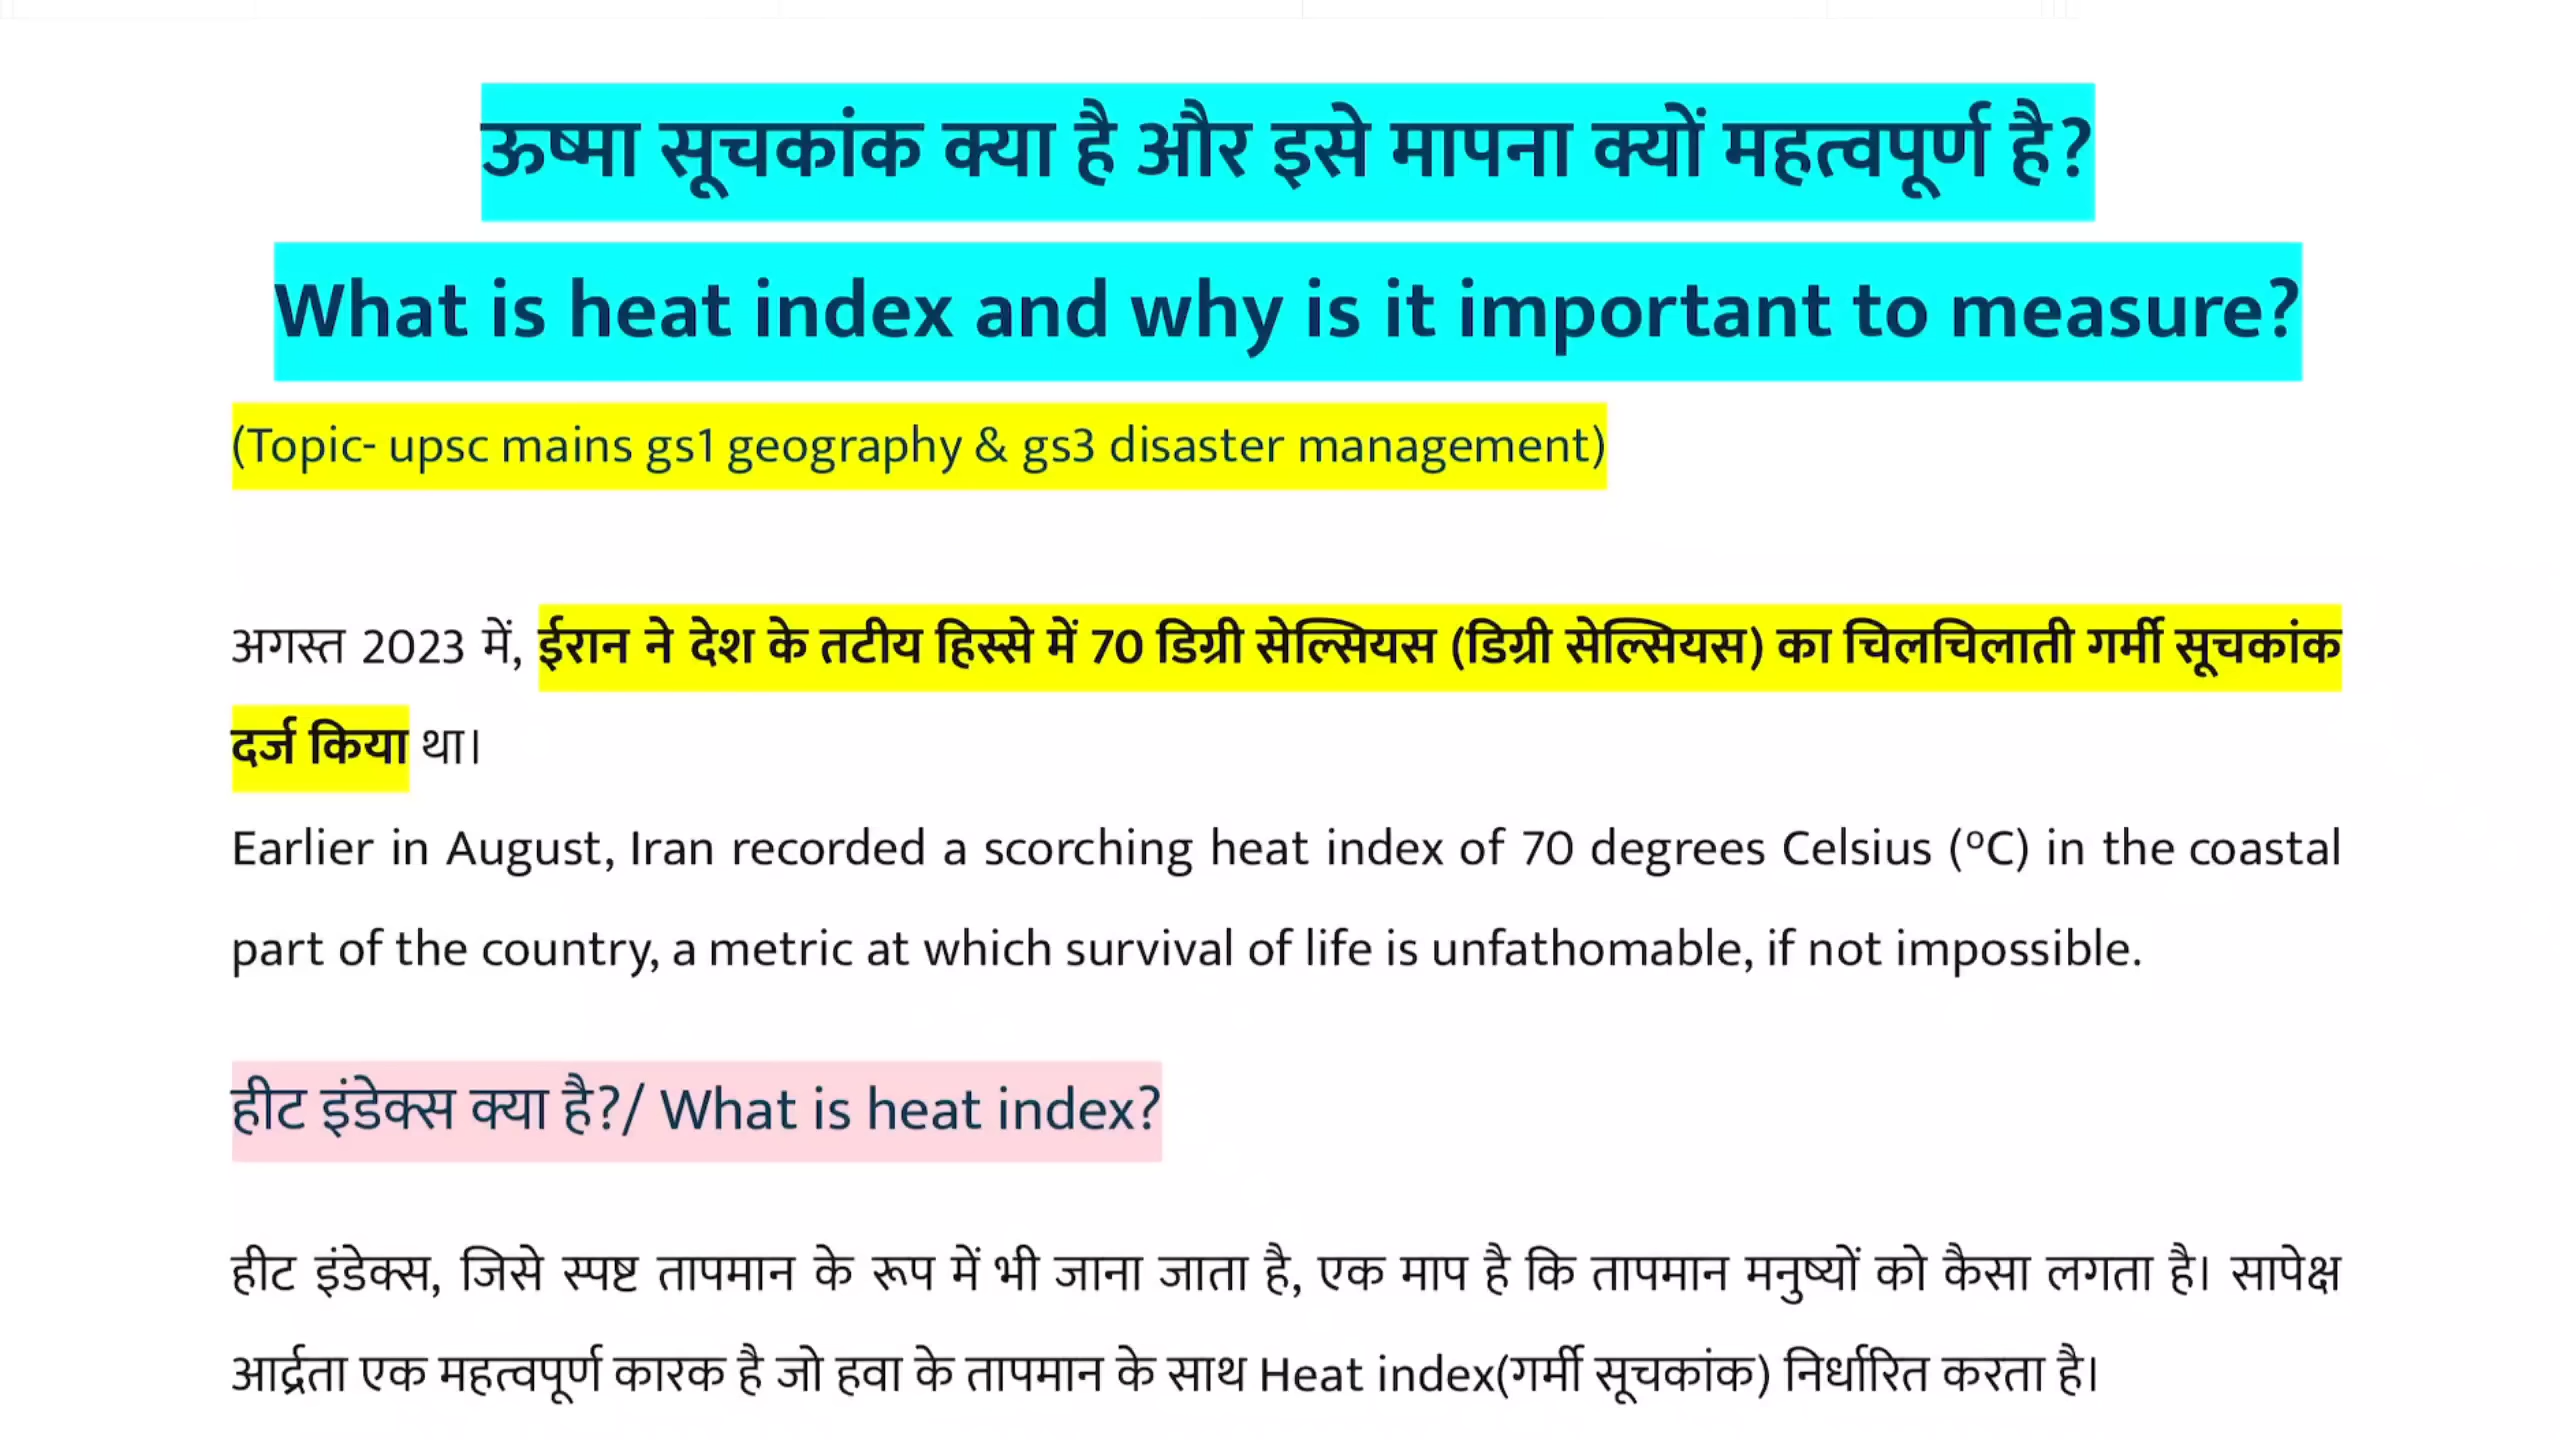 ऊष्मा सूचकांक क्या है और इसे मापना क्यों महत्वपूर्ण है?
What is heat index and why is it important to measure?
(Topic- upsc mains gs1 geography & gs3 disaster management)
अगस्त 2023 में, ईरान ने देश के तटीय हिस्से में 70 डिग्री सेल्सियस (डिग्री सेल्सियस) का चिलचिलाती गर्मी सूचकांक
दर्ज किया था।
Earlier in August, Iran recorded a scorching heat index of 70 degrees Celsius (ºC) in the coastal
part of the country, a metric at which survival of life is unfathomable, if not impossible.
हीट इंडेक्स क्या है?/ What is heat index?
हीट इंडेक्स, जिसे स्पष्ट तापमान के रूप में भी जाना जाता है, एक माप है कि तापमान मनुष्यों को कैसा लगता है। सापेक्ष
आर्द्रता एक महत्वपूर्ण कारक है जो हवा के तापमान के साथ Heat index(गर्मी सूचकांक) निर्धारित करता है।